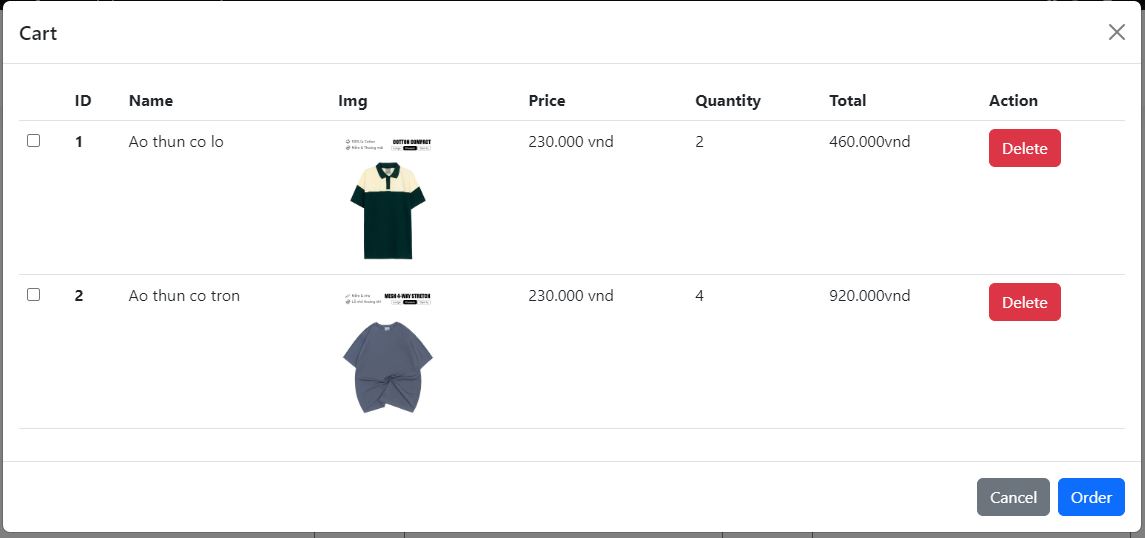 Cart
ID Name Img Price Quantity Total Action
COTTON COMPACT
1 Ao thun co lo 230.000 vnd 2 460.000vnd Delete
MESH 4-WAY STRETCH
2 Ao thun co tron 230.000 vnd 4 920.000vnd Delete
Cancel Order